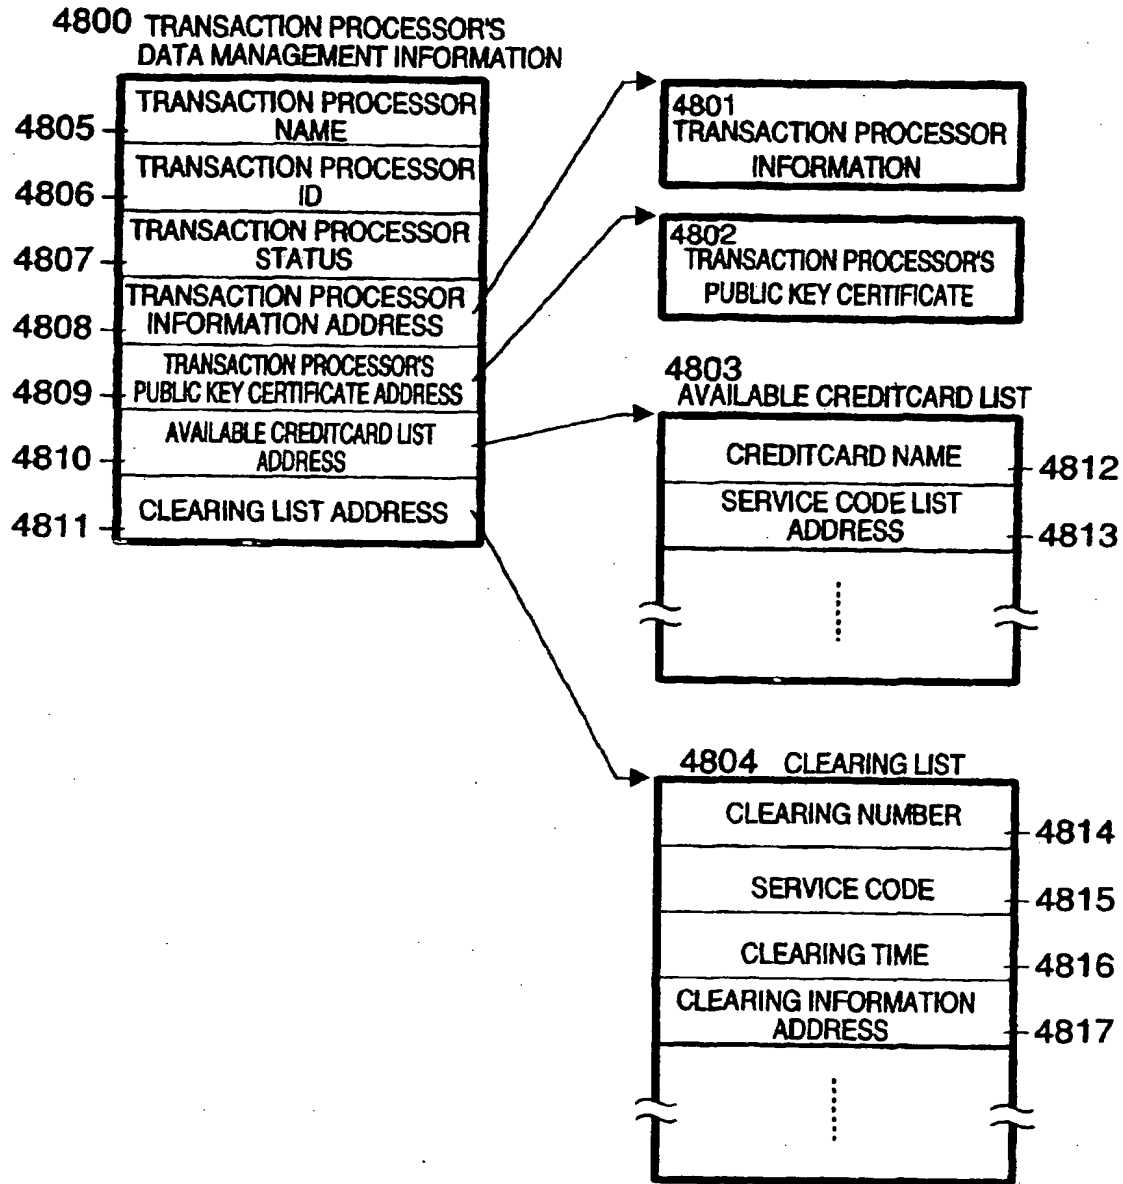 4800 TRANSACTION PROCESSOR'S
DATA MANAGEMENT INFORMATION
4805
TRANSACTION PROCESSOR
NAME
4806
TRANSACTION PROCESSOR
ID
4807
TRANSACTION PROCESSOR
STATUS
4808
TRANSACTION PROCESSOR
INFORMATION ADDRESS
4809
TRANSACTION PROCESSOR'S
PUBLIC KEY CERTIFICATE ADDRESS
4810
AVAILABLE CREDITCARD LIST
ADDRESS
4811
CLEARING LIST ADDRESS
4801
TRANSACTION PROCESSOR
INFORMATION
4802
TRANSACTION PROCESSOR'S
PUBLIC KEY CERTIFICATE
4803
AVAILABLE CREDITCARD LIST
CREDITCARD NAME
4812
SERVICE CODE LIST
ADDRESS
4813
4804 CLEARING LIST
CLEARING NUMBER
4814
SERVICE CODE
4815
CLEARING TIME
4816
CLEARING INFORMATION
ADDRESS
4817